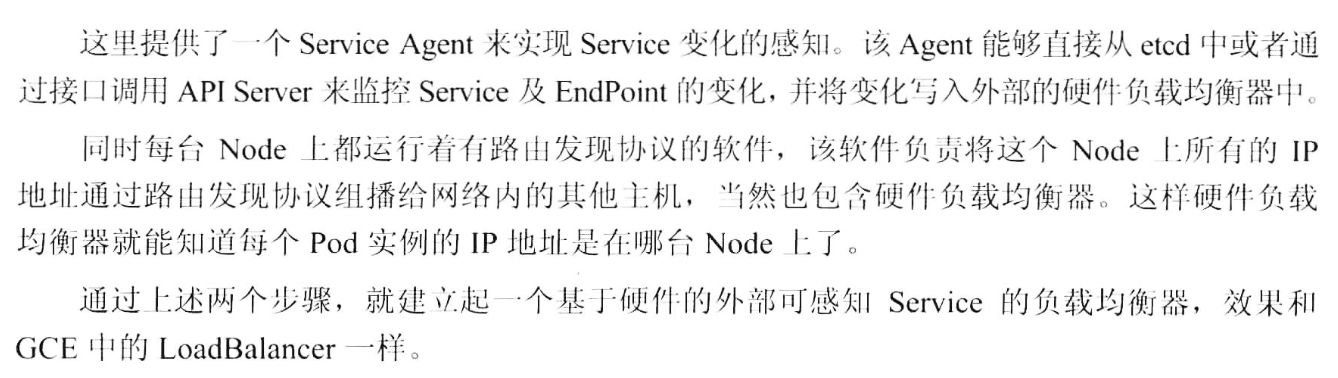 这里提供了一个 Service Agent 来实现 Service 变化的感知。该 Agent 能够直接从 etcd 中或者通
过接口调用 API Server 来监控 Service 及 EndPoint 的变化，并将变化写入外部的硬件负载均衡器中。
同时每台 Node 上都运行着有路由发现协议的软件，该软件负责将这个 Node 上所有的 IP
地址通过路由发现协议组播给网络内的其他主机，当然也包含硬件负载均衡器。这样硬件负载
均衡器就能知道每个 Pod 实例的 IP 地址是在哪台 Node 上了。
通过上述两个步骤，就建立起一个基于硬件的外部可感知 Service 的负载均衡器，效果和
GCE 中的 LoadBalancer 一样。